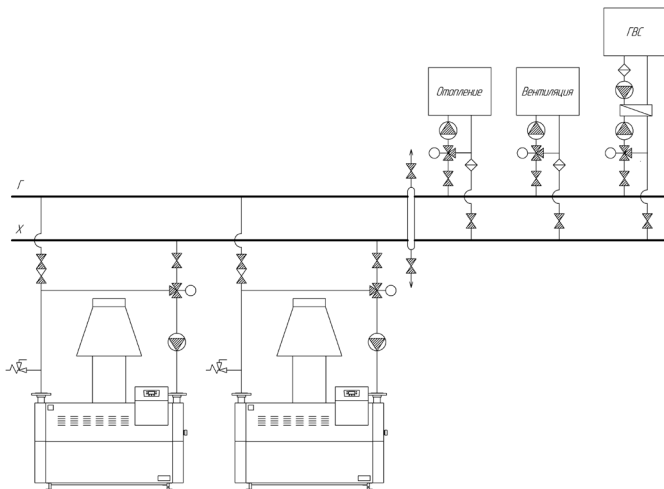 ГВС
Отопление
Вентиляция
Г
Х